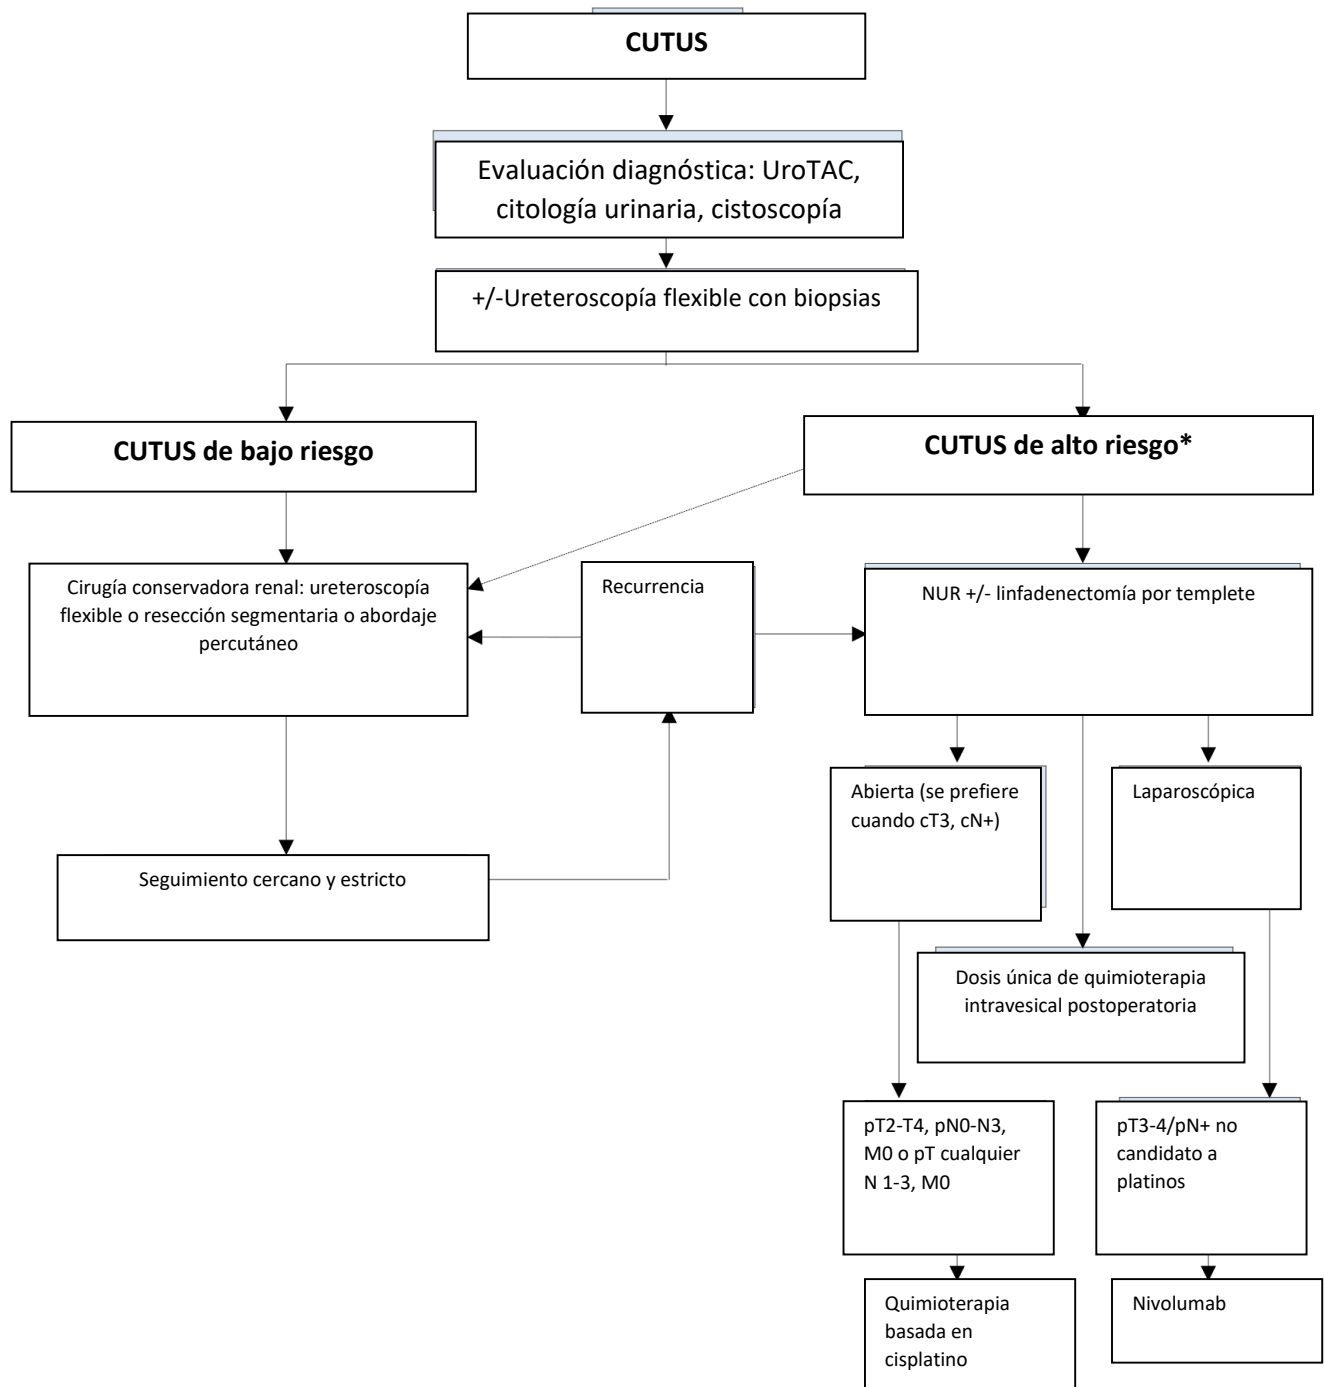 CUTUS
Evaluación diagnóstica: UroTAC,
citología urinaria, cistoscopía
+/-Ureteroscopía flexible con biopsias
CUTUS de bajo riesgo
CUTUS de alto riesgo*
Cirugía conservadora renal: ureteroscopía
flexible o resección segmentaria o abordaje
percutáneo
Recurrencia
NUR +/- linfadenectomía por templete
Abierta (se prefiere
cuando cT3, cN+)
Laparoscópica
Seguimiento cercano y estricto
Dosis única de quimioterapia
intravesical postoperatoria
pT2-T4, pN0-N3,
M0 o pT cualquier
N 1-3, M0
pT3-4/pN+ no
candidato a
platinos
Quimioterapia
basada en
cisplatino
Nivolumab